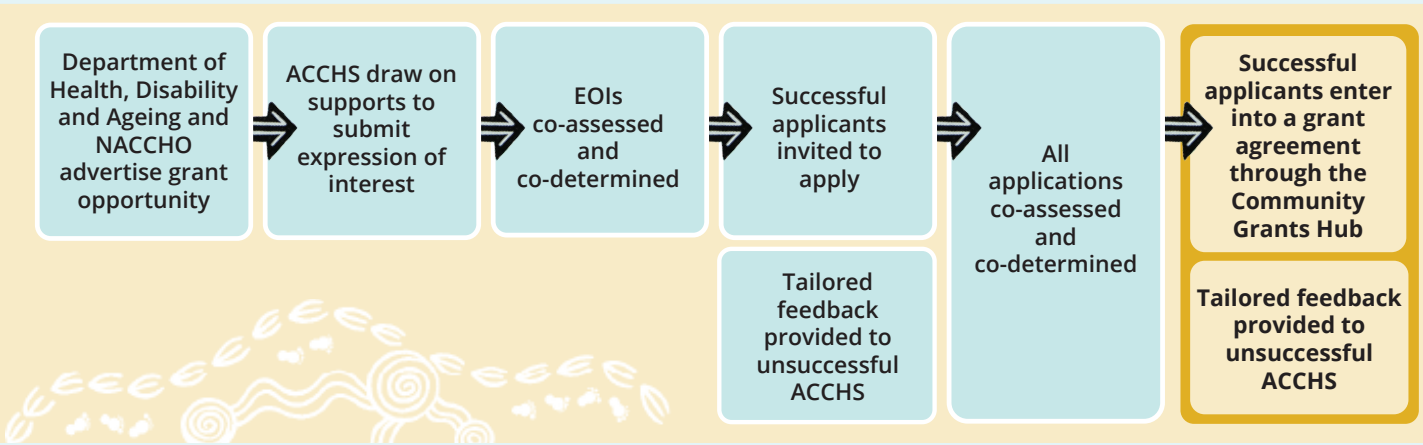 Department of
Health, Disability
and Ageing and
NACCHO
advertise grant
opportunity
ACCHS draw on
supports to
submit
expression of
interest
EOIs
co-assessed
and
co-determined
Successful
applicants
invited to
apply
Tailored
feedback
provided to
unsuccessful
ACCHS
All
applications
co-assessed
and
co-determined
Successful
applicants enter
into a grant
agreement
through the
Community
Grants Hub
Tailored feedback
provided to
unsuccessful
ACCHS